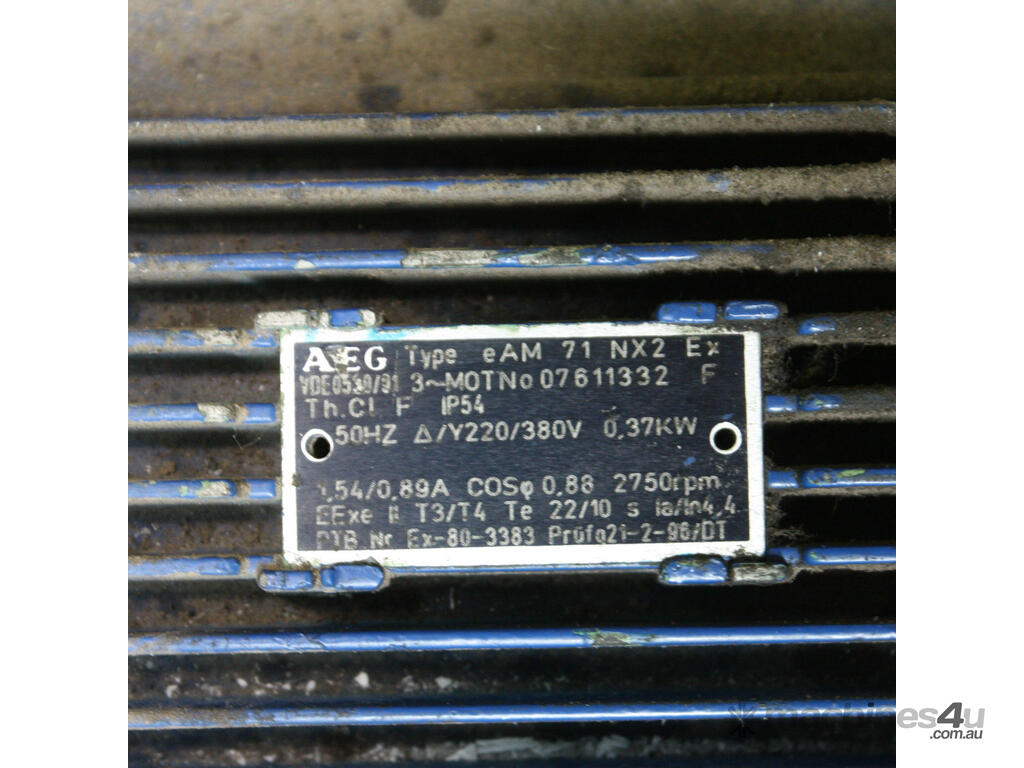 AEG Type eAM 71 NX2 Ex
VDE0530/91 3~MOTNo 07611332 F
Th.Cl F IP54
50HZ Δ/Y220/380V 0,37KW
,54/0,89A COSφ 0,88 2750rpm
EExe II T3/T4 Te 22/10 s Ia/In4,4
PTB Nr Ex-80-3383 Prüfg21-2-96/DT
machines4u
.com.au